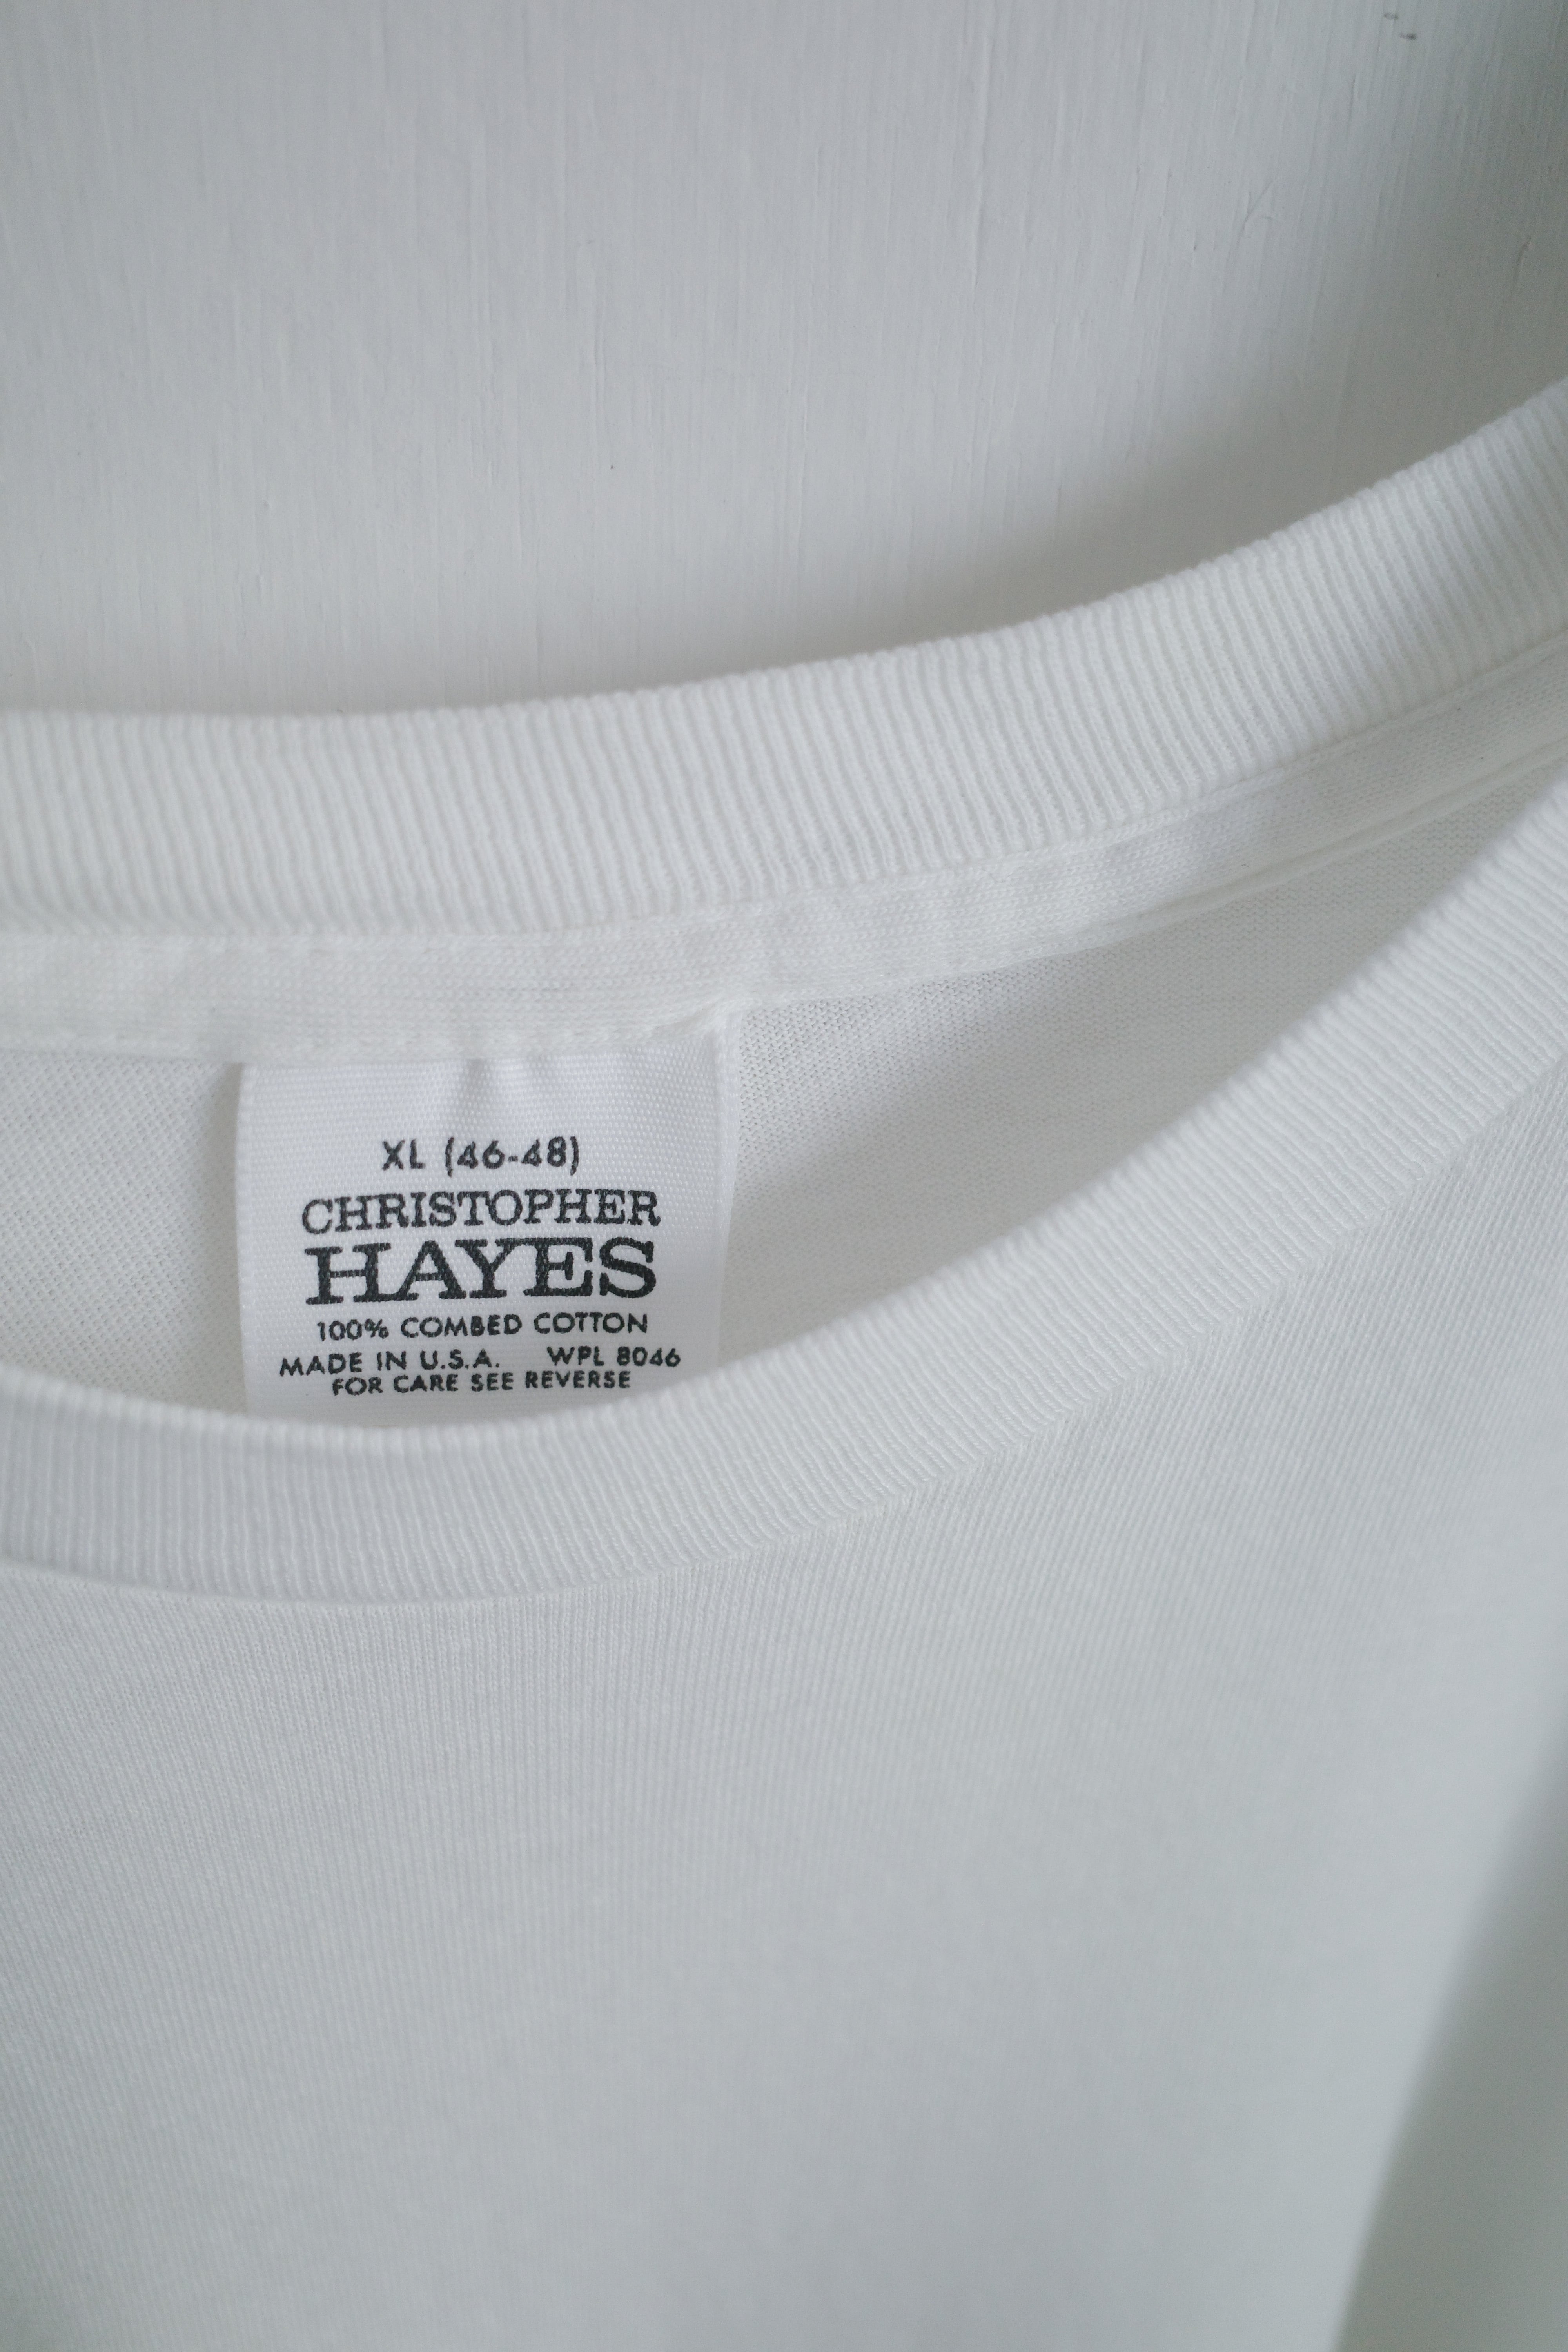 XL (46-48)
CHRISTOPHER
HAYES
100% COMBED COTTON
MADE IN U.S.A. WPL 8046
FOR CARE SEE REVERSE